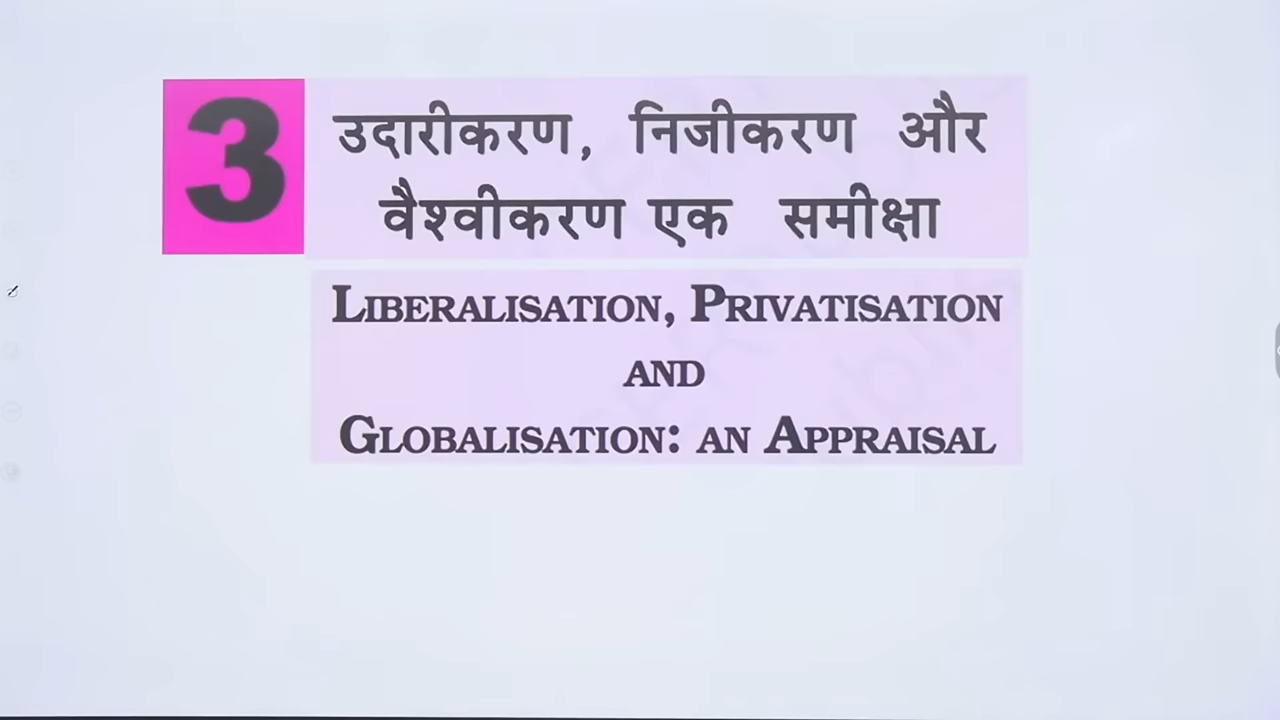 3
उदारीकरण, निजीकरण और
वैश्वीकरण एक समीक्षा
LIBERALISATION, PRIVATISATION
AND
GLOBALISATION: AN APPRAISAL